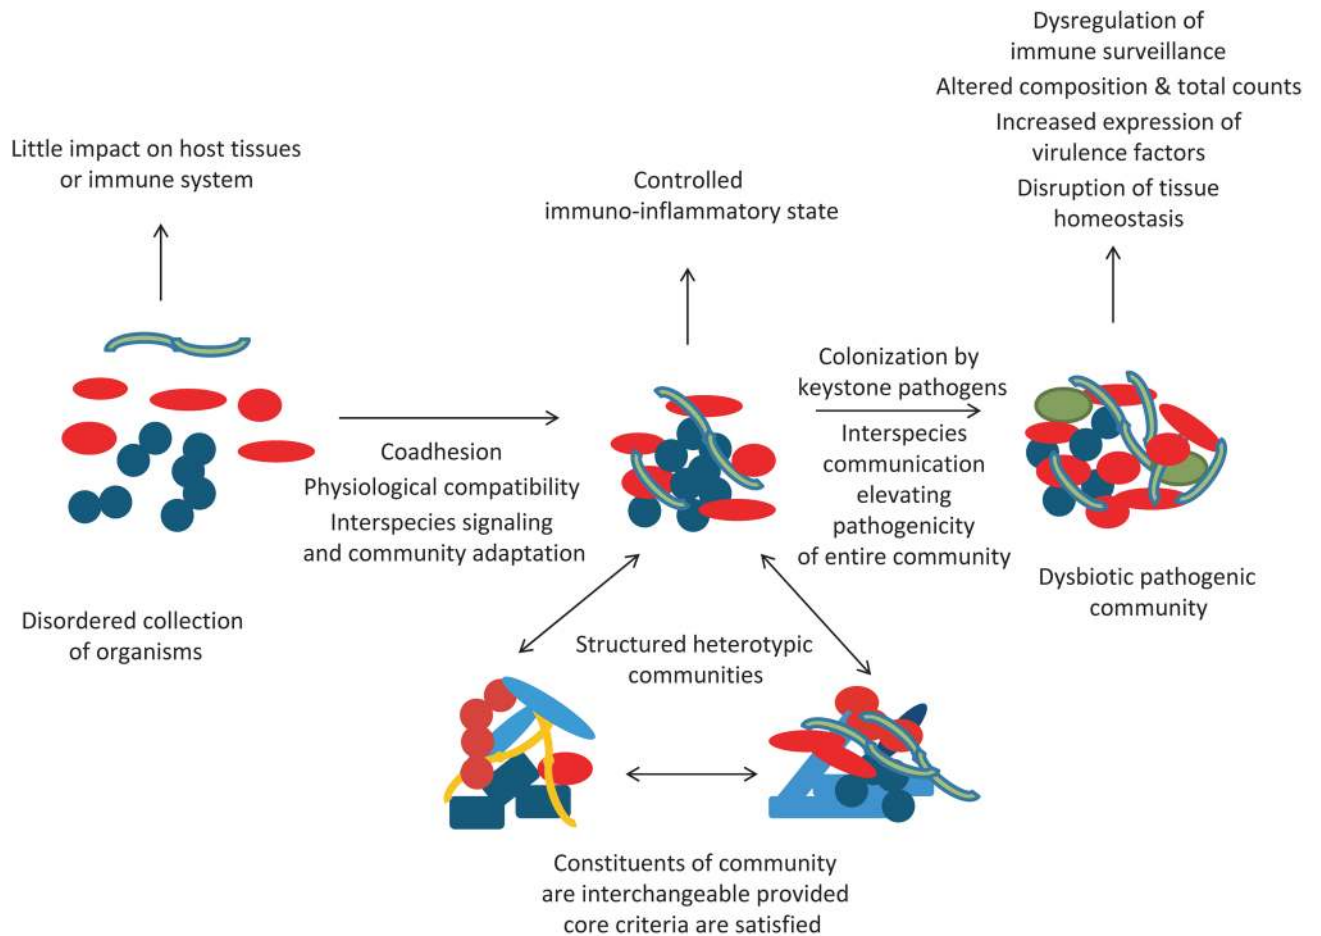 Dysregulation of
immune surveillance
Altered composition & total counts
Increased expression of
virulence factors
Disruption of tissue
homeostasis
Little impact on host tissues
or immune system
Controlled
immuno-inflammatory state
Colonization by
keystone pathogens
Interspecies
communication
elevating
pathogenicity
of entire community
Coadhesion
Physiological compatibility
Interspecies signaling
and community adaptation
Dysbiotic pathogenic
community
Disordered collection
of organisms
Structured heterotypic
communities
Constituents of community
are interchangeable provided
core criteria are satisfied